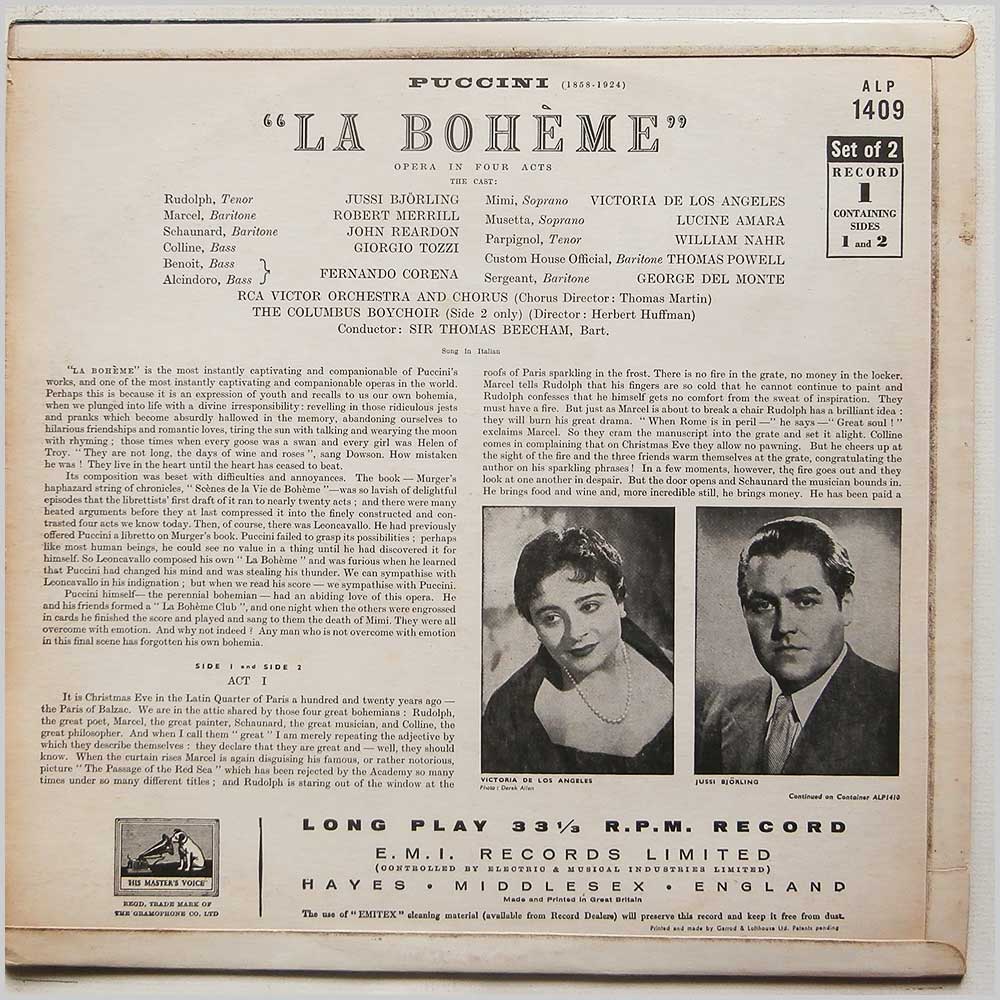 PUCCINI (1858-1924)
"LA BOHÈME"
OPERA IN FOUR ACTS
THE CAST:
ALP
1409
Set of 2
RECORD
1
CONTAINING
SIDES
1 and 2
Rudolph, Tenor JUSSI BJÖRLING
Marcel, Baritone ROBERT MERRILL
Schaunard, Baritone JOHN REARDON
Colline, Bass GIORGIO TOZZI
Benoit, Bass
Alcindoro, Bass } FERNANDO CORENA
Mimi, Soprano VICTORIA DE LOS ANGELES
Musetta, Soprano LUCINE AMARA
Parpignol, Tenor WILLIAM NAHR
Custom House Official, Baritone THOMAS POWELL
Sergeant, Baritone GEORGE DEL MONTE
RCA VICTOR ORCHESTRA AND CHORUS (Chorus Director: Thomas Martin)
THE COLUMBUS BOYCHOIR (Side 2 only) (Director: Herbert Huffman)
Conductor: SIR THOMAS BEECHAM, Bart.
Sung in Italian
"LA BOHÈME" is the most instantly captivating and companionable of Puccini's
works, and one of the most instantly captivating and companionable operas in the world.
Perhaps this is because it is an expression of youth and recalls to us our own bohemia,
when we plunged into life with a divine irresponsibility: revelling in those ridiculous jests
and pranks which become absurdly hallowed in the memory, abandoning ourselves to
hilarious friendships and romantic loves, tiring the sun with talking and wearying the moon
with rhyming; those times when every goose was a swan and every girl was Helen of
Troy. "They are not long, the days of wine and roses", sang Dowson. How mistaken
he was! They live in the heart until the heart has ceased to beat.
Its composition was beset with difficulties and annoyances. The book — Murger's
haphazard string of chronicles, "Scènes de la Vie de Bohème"—was so lavish of delightful
episodes that the librettists' first draft of it ran to nearly twenty acts; and there were many
heated arguments before they at last compressed it into the finely constructed and con-
trasted four acts we know today. Then, of course, there was Leoncavallo. He had previously
offered Puccini a libretto on Murger's book. Puccini failed to grasp its possibilities; perhaps
like most human beings, he could see no value in a thing until he had discovered it for
himself. So Leoncavallo composed his own "La Bohème" and was furious when he learned
that Puccini had changed his mind and was stealing his thunder. We can sympathise with
Leoncavallo in his indignation; but when we read his score — we sympathise with Puccini.
Puccini himself— the perennial bohemian — had an abiding love of this opera. He
and his friends formed a "La Bohème Club", and one night when the others were engrossed
in cards he finished the score and played and sang to them the death of Mimi. They were all
overcome with emotion. And why not indeed? Any man who is not overcome with emotion
in this final scene has forgotten his own bohemia.
SIDE 1 and SIDE 2
ACT I
It is Christmas Eve in the Latin Quarter of Paris a hundred and twenty years ago —
the Paris of Balzac. We are in the attic shared by those four great bohemians: Rudolph,
the great poet, Marcel, the great painter, Schaunard, the great musician, and Colline, the
great philosopher. And when I call them "great" I am merely repeating the adjective by
which they describe themselves: they declare that they are great and — well, they should
know. When the curtain rises Marcel is again disguising his famous, or rather notorious,
picture "The Passage of the Red Sea" which has been rejected by the Academy so many
times under so many different titles; and Rudolph is staring out of the window at the
roofs of Paris sparkling in the frost. There is no fire in the grate, no money in the locker.
Marcel tells Rudolph that his fingers are so cold that he cannot continue to paint and
Rudolph confesses that he himself gets no comfort from the sweat of inspiration. They
must have a fire. But just as Marcel is about to break a chair Rudolph has a brilliant idea:
they will burn his great drama. "When Rome is in peril—" he says —"Great soul!"
exclaims Marcel. So they cram the manuscript into the grate and set it alight. Colline
comes in complaining that on Christmas Eve they allow no pawning. But he cheers up at
the sight of the fire and the three friends warm themselves at the grate, congratulating the
author on his sparkling phrases! In a few moments, however, the fire goes out and they
look at one another in despair. But the door opens and Schaunard the musician bounds in.
He brings food and wine and, more incredible still, he brings money. He has been paid a
VICTORIA DE LOS ANGELES
Photo: Derek Allen
JUSSI BJÖRLING
Continued on Container ALP1410
"HIS MASTER'S VOICE"
REGD. TRADE MARK OF
THE GRAMOPHONE CO. LTD
LONG PLAY 33⅓ R.P.M. RECORD
E.M.I. RECORDS LIMITED
(CONTROLLED BY ELECTRIC & MUSICAL INDUSTRIES LIMITED)
HAYES • MIDDLESEX • ENGLAND
Made and Printed in Great Britain
The use of "EMITEX" cleaning material (available from Record Dealers) will preserve this record and keep it free from dust.
Printed and made by Garrod & Lofthouse Ltd. Patents pending